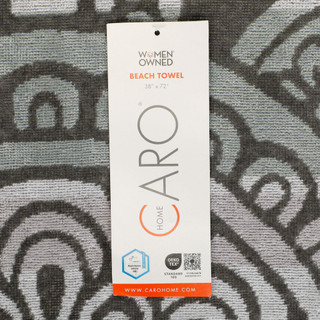 WOMEN
OWNED
BEACH TOWEL
38" x 72"
CARO
HOME
OEKO
TEX®
STANDARD
100
WWW.CAROHOME.COM